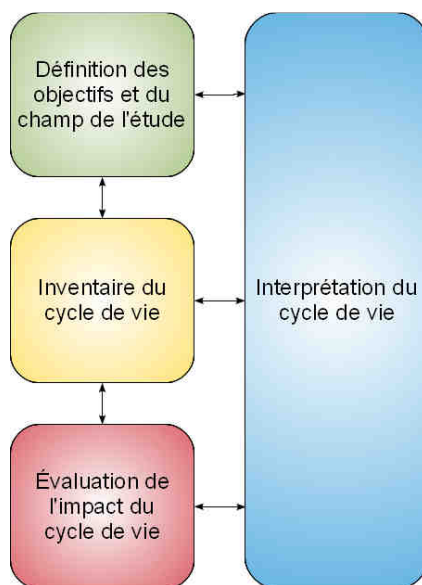 Définition des
objectifs et du
champ de l'étude
Inventaire du
cycle de vie
Interprétation du
cycle de vie
Évaluation de
l'impact du
cycle de vie